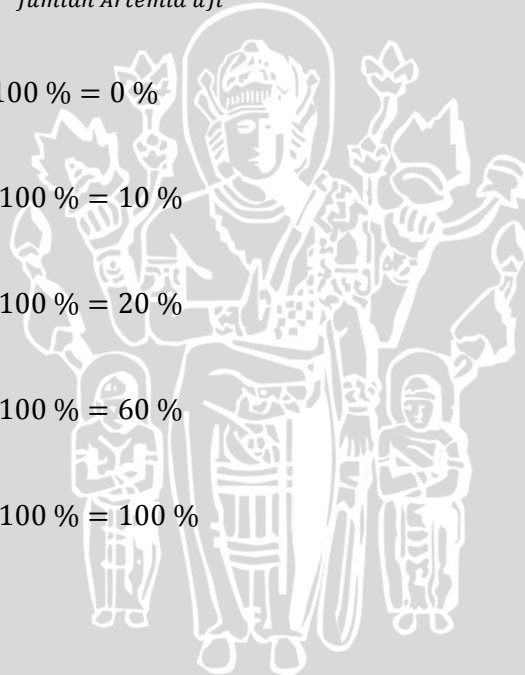 Jumlah Artemia uji
100 % = 0 %
100 % = 10 %
100 % = 20 %
100 % = 60 %
100 % = 100 %